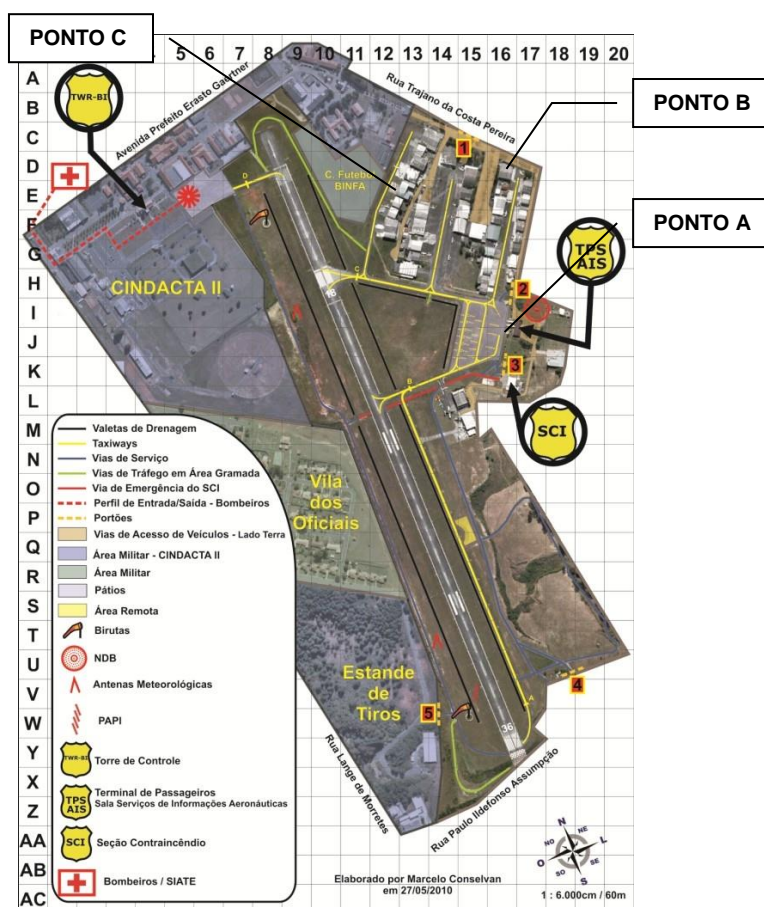 PONTO C
PONTO B
PONTO A
4 5 6 7 8 9 10 11 12 13 14 15 16 17 18 19 20
A
B
C
D
E
F
G
H
I
J
K
L
M
N
O
P
Q
R
S
T
U
V
W
Y
X
Z
AA
AB
AC
TWR-BI
Avenida Prefeito Erasto Gaertner
Rua Trajano da Costa Pereira
1
D
C. Futebol
BINFA
TPS
AIS
CINDACTA II
C
18
2
3
B
SCI
Vila
dos
Oficiais
Estande
de
Tiros
4
5
A
36
Rua Lange de Morretes
Rua Paulo Ildefonso Assumpção
Valetas de Drenagem
Taxiways
Vias de Serviço
Vias de Tráfego em Área Gramada
Via de Emergência do SCI
Perfil de Entrada/Saída - Bombeiros
Portões
Vias de Acesso de Veículos - Lado Terra
Área Militar - CINDACTA II
Área Militar
Pátios
Área Remota
Birutas
NDB
Antenas Meteorológicas
PAPI
TWR-BI
Torre de Controle
TPS
AIS
Terminal de Passageiros
Sala Serviços de Informações Aeronáuticas
SCI
Seção Contraincêndio
Bombeiros / SIATE
Elaborado por Marcelo Conselvan
em 27/05/2010
N
NE
L
SE
S
SO
O
NO
1 : 6.000cm / 60m